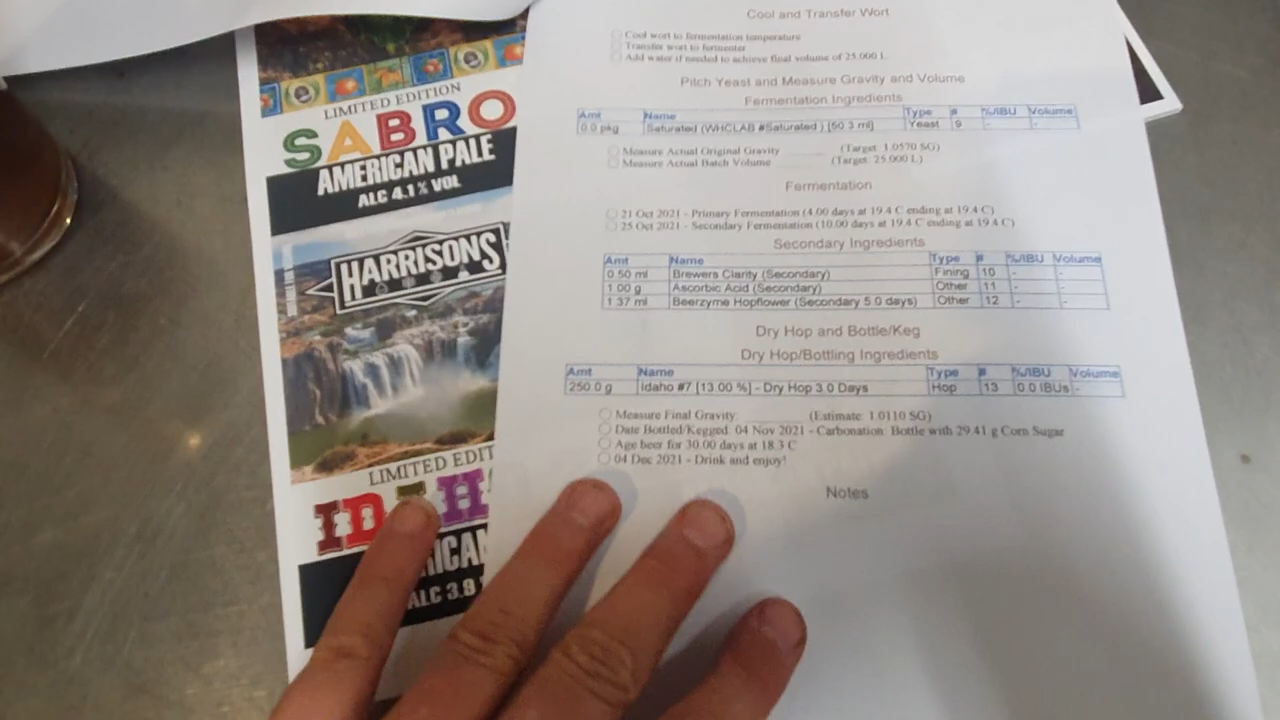 LIMITED EDITION
SABRO
AMERICAN PALE
ALC 4.1% VOL
HARRISONS
LIMITED EDIT
ID H
ICAN
ALC 3.8
Cool and Transfer Wort
Cool wort to fermentation temperature
Transfer wort to fermenter
Add water if needed to achieve final volume of 25.000 L
Pitch Yeast and Measure Gravity and Volume
Fermentation Ingredients
Amt Name Type # %/IBU Volume
0.0 pkg Saturated (WHCLAB #Saturated ) [50.3 ml] Yeast 9 - -
Measure Actual Original Gravity ______ (Target: 1.0570 SG)
Measure Actual Batch Volume ______ (Target: 25.000 L)
Fermentation
21 Oct 2021 - Primary Fermentation (4.00 days at 19.4 C ending at 19.4 C)
25 Oct 2021 - Secondary Fermentation (10.00 days at 19.4 C ending at 19.4 C)
Secondary Ingredients
Amt Name Type # %/IBU Volume
0.50 ml Brewers Clarity (Secondary) Fining 10 - -
1.00 g Ascorbic Acid (Secondary) Other 11 - -
1.37 ml Beerzyme Hopflower (Secondary 5.0 days) Other 12 - -
Dry Hop and Bottle/Keg
Dry Hop/Bottling Ingredients
Amt Name Type # %/IBU Volume
250.0 g Idaho #7 [13.00 %] - Dry Hop 3.0 Days Hop 13 0.0 IBUs -
Measure Final Gravity: ______ (Estimate: 1.0110 SG)
Date Bottled/Kegged: 04 Nov 2021 - Carbonation: Bottle with 29.41 g Corn Sugar
Age beer for 30.00 days at 18.3 C
04 Dec 2021 - Drink and enjoy!
Notes